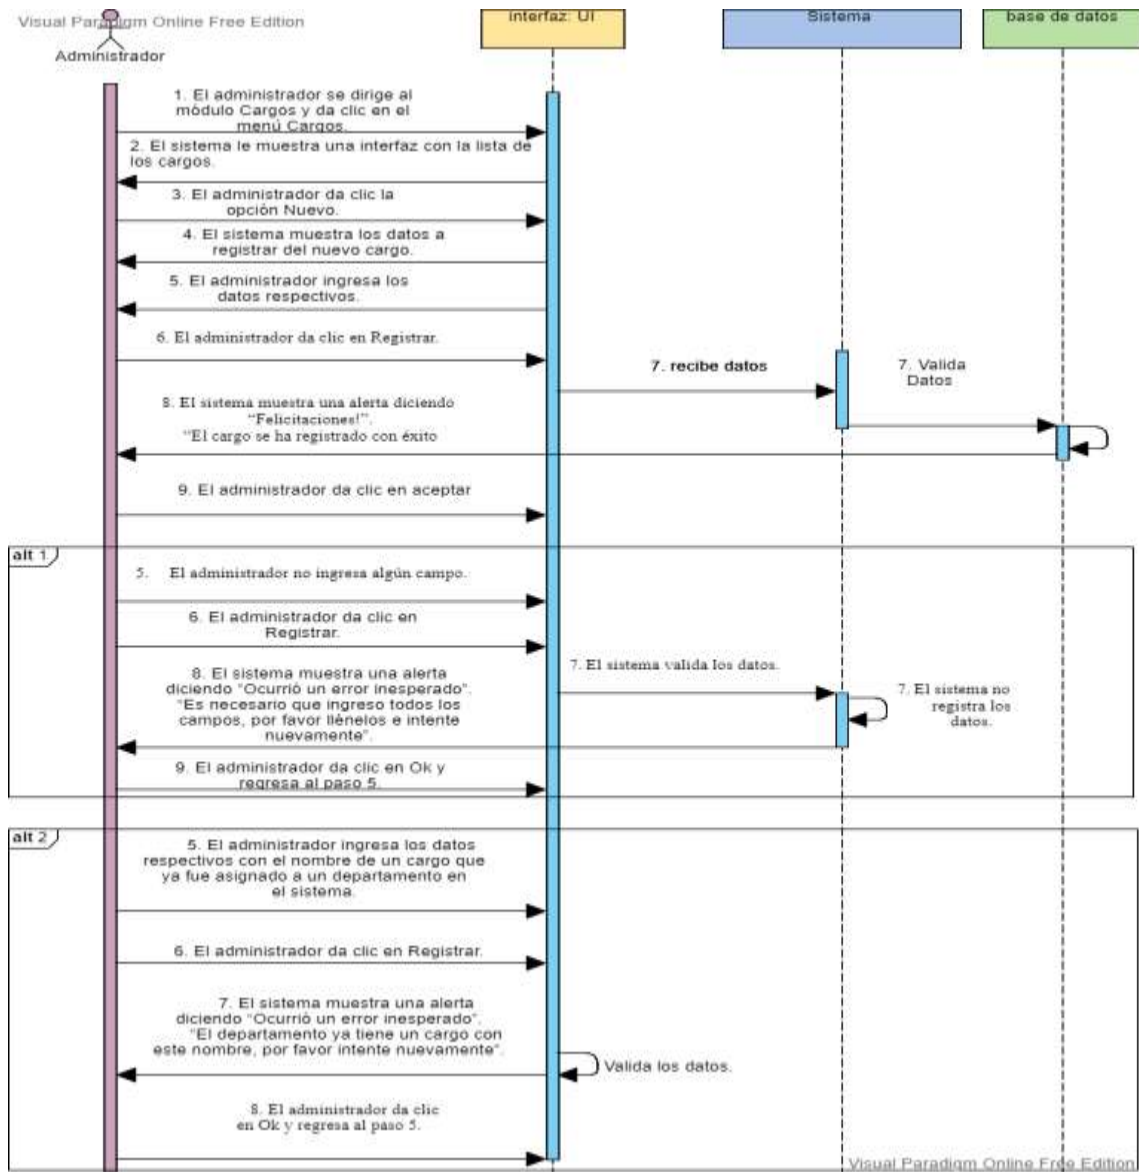 Visual Paradigm Online Free Edition
Administrador
interfaz: UI
Sistema
base de datos
1. El administrador se dirige al
módulo Cargos y da clic en el
menú Cargos.
2. El sistema le muestra una interfaz con la lista de
los cargos.
3. El administrador da clic la
opción Nuevo.
4. El sistema muestra los datos a
registrar del nuevo cargo.
5. El administrador ingresa los
datos respectivos.
6. El administrador da clic en Registrar.
7. recibe datos
7. Valida
Datos
8. El sistema muestra una alerta diciendo
“Felicitaciones!”.
“El cargo se ha registrado con éxito
9. El administrador da clic en aceptar
alt 1
5. El administrador no ingresa algún campo.
6. El administrador da clic en
Registrar.
7. El sistema valida los datos.
8. El sistema muestra una alerta
diciendo “Ocurrió un error inesperado”.
“Es necesario que ingreso todos los
campos, por favor llénelos e intente
nuevamente”.
7. El sistema no
registra los
datos.
9. El administrador da clic en Ok y
regresa al paso 5.
alt 2
5. El administrador ingresa los datos
respectivos con el nombre de un cargo que
ya fue asignado a un departamento en
el sistema.
6. El administrador da clic en Registrar.
7. El sistema muestra una alerta
diciendo “Ocurrió un error inesperado”.
“El departamento ya tiene un cargo con
este nombre, por favor intente nuevamente”.
Valida los datos.
8. El administrador da clic
en Ok y regresa al paso 5.
Visual Paradigm Online Free Edition